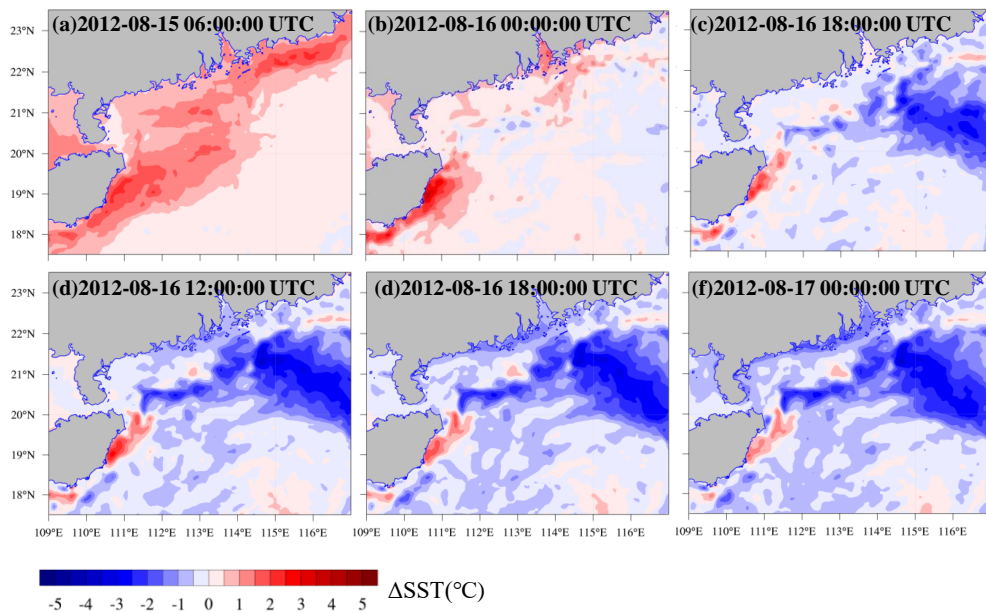 (a)2012-08-15 06:00:00 UTC
(b)2012-08-16 00:00:00 UTC
(c)2012-08-16 18:00:00 UTC
23°N
22°N
21°N
20°N
19°N
18°N
(d)2012-08-16 12:00:00 UTC
(d)2012-08-16 18:00:00 UTC
(f)2012-08-17 00:00:00 UTC
23°N
22°N
21°N
20°N
19°N
18°N
109°E 110°E 111°E 112°E 113°E 114°E 115°E 116°E
109°E 110°E 111°E 112°E 113°E 114°E 115°E 116°E
109°E 110°E 111°E 112°E 113°E 114°E 115°E 116°E
-5 -4 -3 -2 -1 0 1 2 3 4 5
ΔSST(℃)